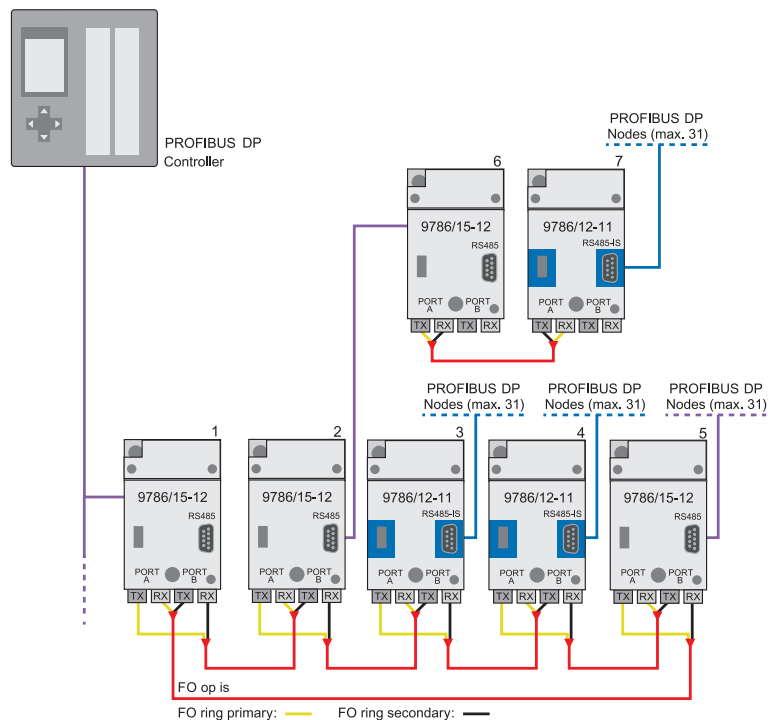 PROFIBUS DP
Controller
PROFIBUS DP
Nodes (max. 31)
6
9786/15-12
RS485
PORT A
PORT B
TX RX TX RX
7
9786/12-11
RS485-IS
PORT A
PORT B
TX RX TX RX
PROFIBUS DP
Nodes (max. 31)
PROFIBUS DP
Nodes (max. 31)
PROFIBUS DP
Nodes (max. 31)
1
9786/15-12
RS485
PORT A
PORT B
TX RX TX RX
2
9786/15-12
RS485
PORT A
PORT B
TX RX TX RX
3
9786/12-11
RS485-IS
PORT A
PORT B
TX RX TX RX
4
9786/12-11
RS485-IS
PORT A
PORT B
TX RX TX RX
5
9786/15-12
RS485
PORT A
PORT B
TX RX TX RX
FO op is
FO ring primary:
FO ring secondary: